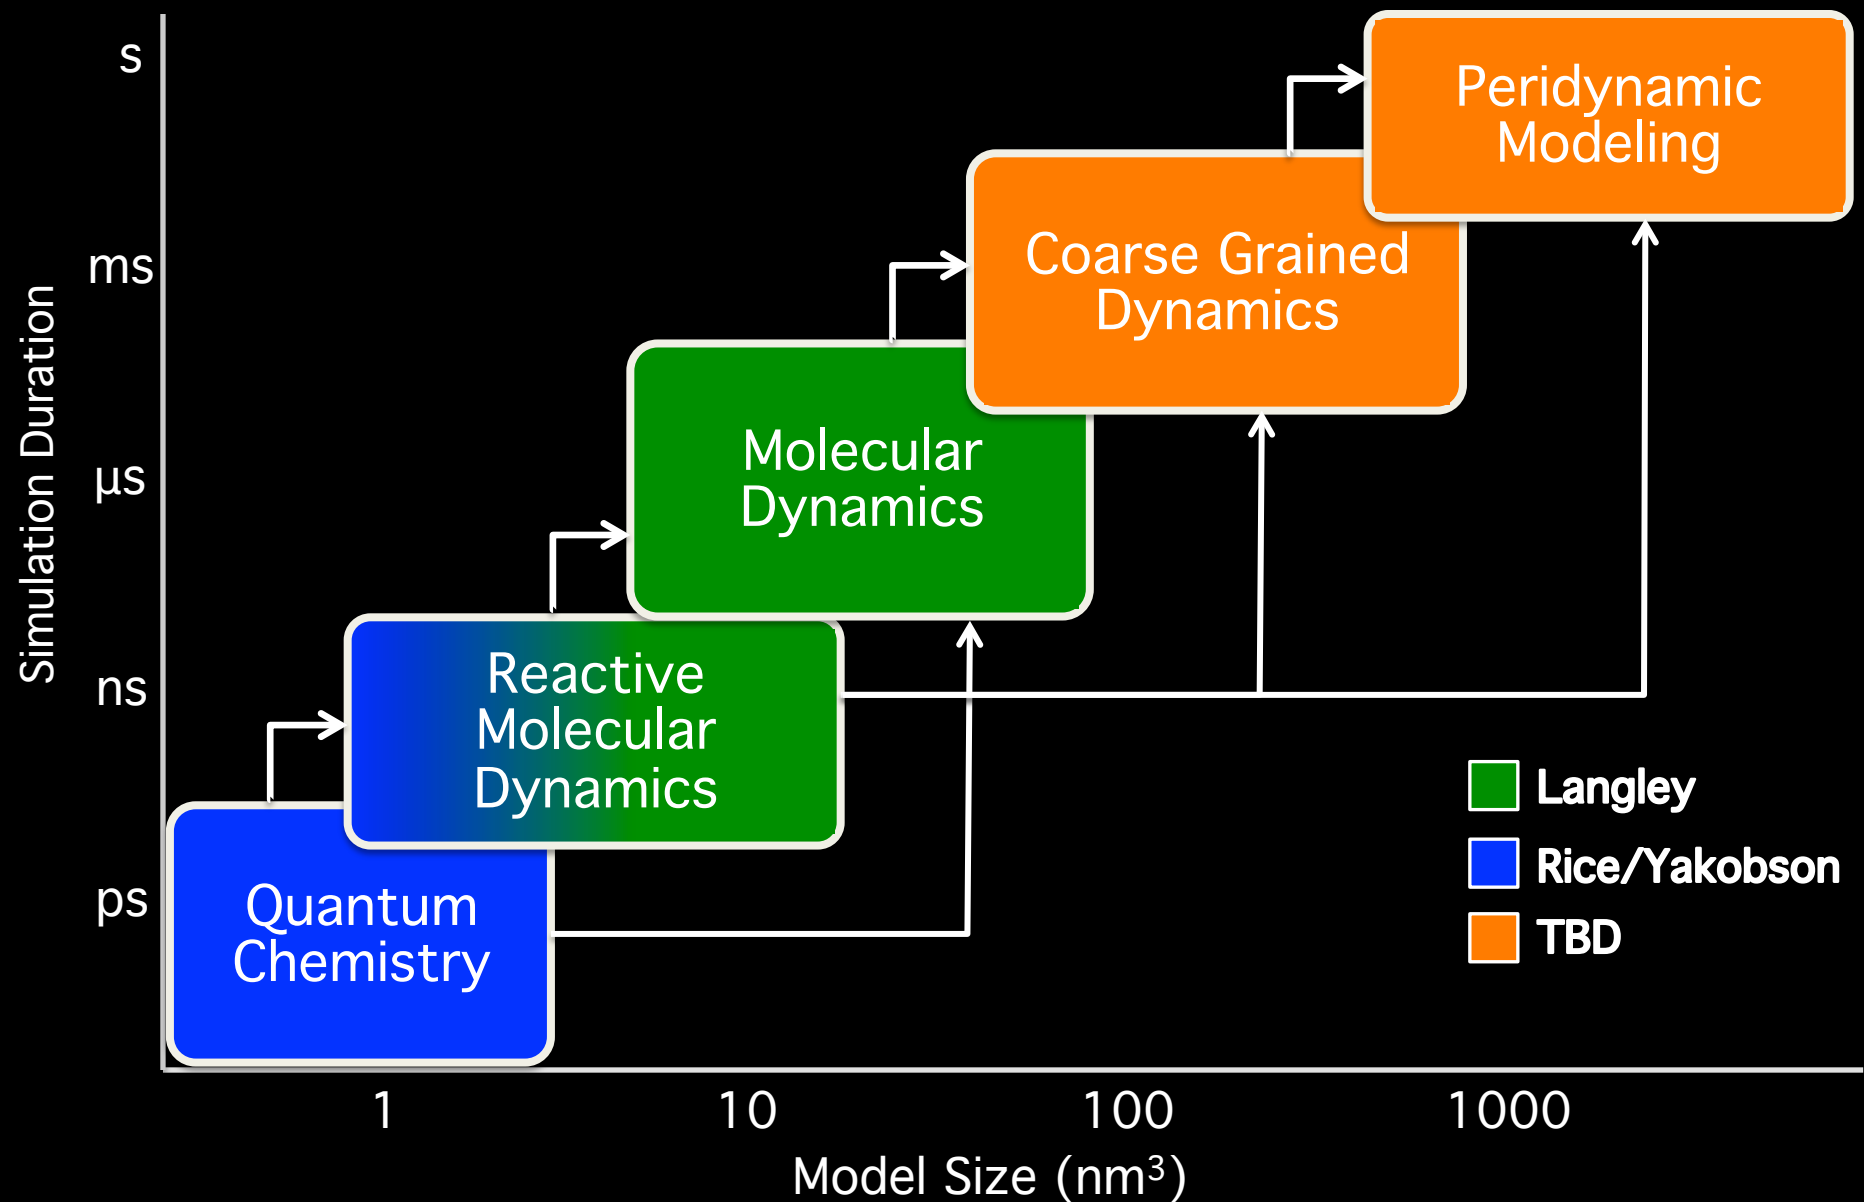 s
Peridynamic
Modeling
Coarse Grained
Dynamics
ms
Simulation Duration
Molecular
Dynamics
µs
Reactive
Molecular
Dynamics
ns
Quantum
Chemistry
ps
Langley
Rice/Yakobson
TBD
1
10
100
1000
Model Size (nm³)